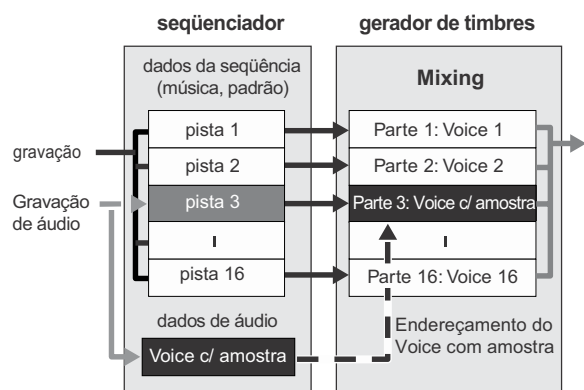 seqüenciador
gerador de timbres
dados da seqüência
(música, padrão)
Mixing
pista 1
Parte 1: Voice 1
gravação
pista 2
Parte 2: Voice 2
Gravação
de áudio
pista 3
Parte 3: Voice c/ amostra
pista 16
Parte 16: Voice 16
dados de áudio
Voice c/ amostra
Endereçamento do
Voice com amostra